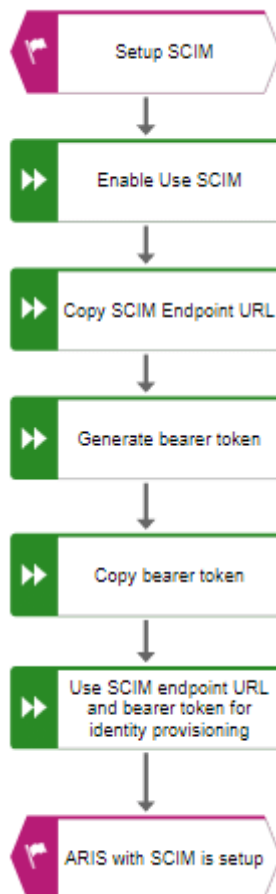 Setup SCIM
Enable Use SCIM
Copy SCIM Endpoint URL
Generate bearer token
Copy bearer token
Use SCIM endpoint URL
and bearer token for
identity provisioning
ARIS with SCIM is setup